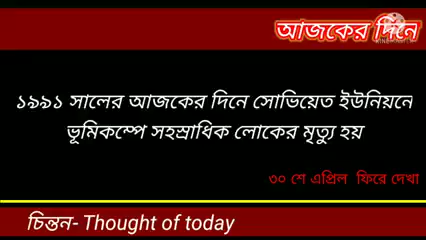 আজকের দিনে
১৯৯১ সালের আজকের দিনে সোভিয়েত ইউনিয়নে
ভূমিকম্পে সহস্রাধিক লোকের মৃত্যু হয়
৩০ শে এপ্রিল ফিরে দেখা
চিন্তন- Thought of today